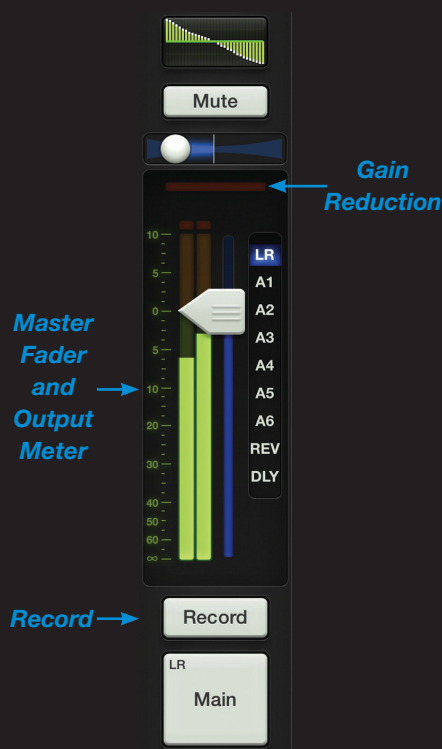 Mute
Gain
Reduction
10
5
0
5
10
20
30
40
50
60
∞
LR
A1
A2
A3
A4
A5
A6
REV
DLY
Master
Fader
and
Output
Meter
Record
Record
LR
Main